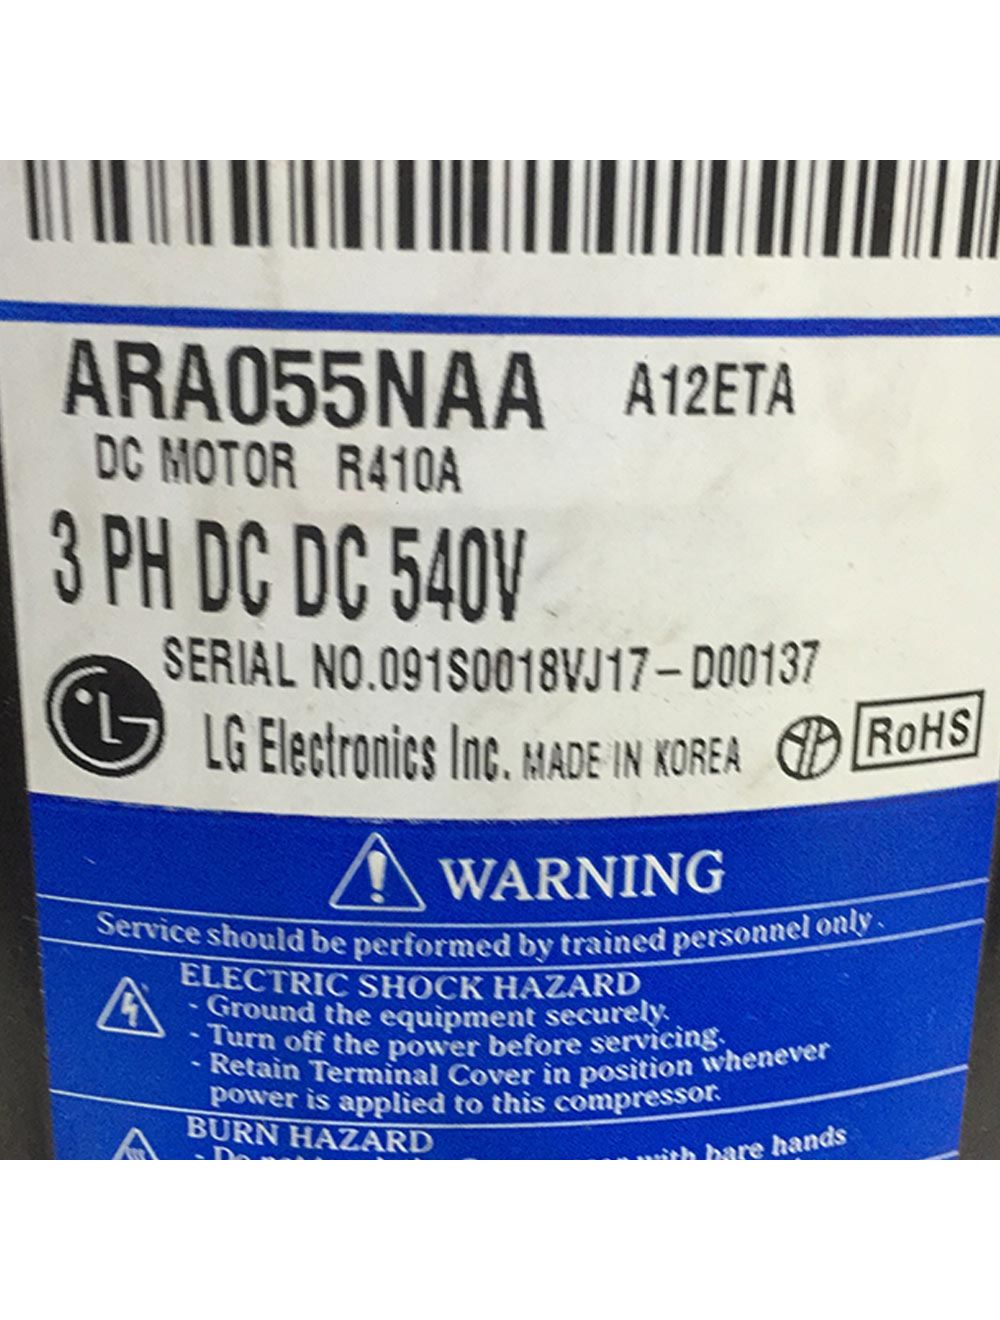 ARA055NAA A12ETA
DC MOTOR R410A
3 PH DC DC 540V
SERIAL NO.091S0018VJ17-D00137
LG
LG Electronics Inc. MADE IN KOREA RoHS
WARNING
Service should be performed by trained personnel only.
ELECTRIC SHOCK HAZARD
- Ground the equipment securely.
- Turn off the power before servicing.
- Retain Terminal Cover in position whenever
power is applied to this compressor.
BURN HAZARD
- Do with bare hands